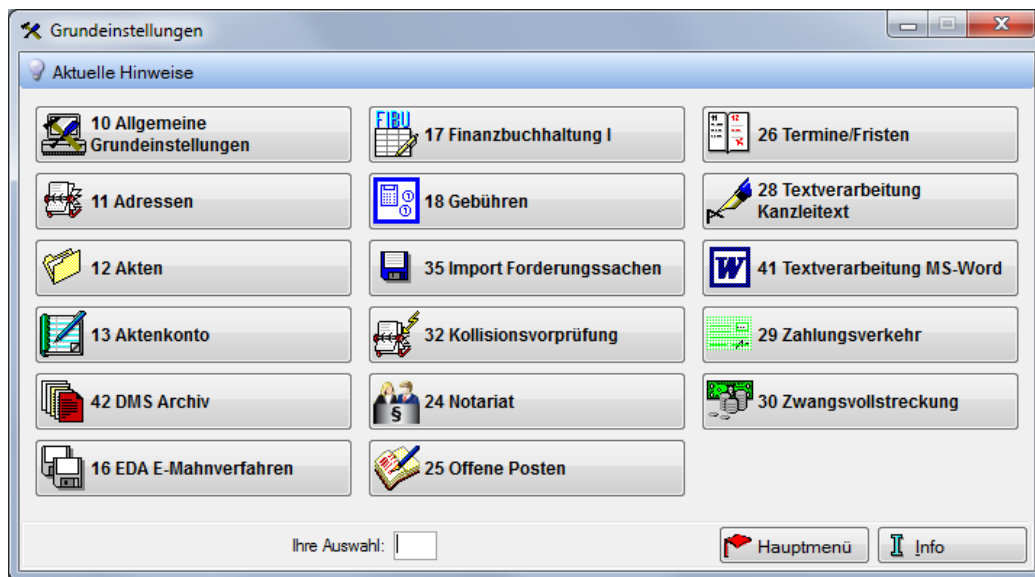 Grundeinstellungen
Aktuelle Hinweise
10 Allgemeine
Grundeinstellungen
11 Adressen
12 Akten
13 Aktenkonto
42 DMS Archiv
16 EDA E-Mahnverfahren
FIBU
17 Finanzbuchhaltung I
18 Gebühren
35 Import Forderungssachen
32 Kollisionsvorprüfung
§
24 Notariat
25 Offene Posten
26 Termine/Fristen
28 Textverarbeitung
Kanzleitext
W
41 Textverarbeitung MS-Word
29 Zahlungsverkehr
30 Zwangsvollstreckung
Ihre Auswahl:
Hauptmenü
Info